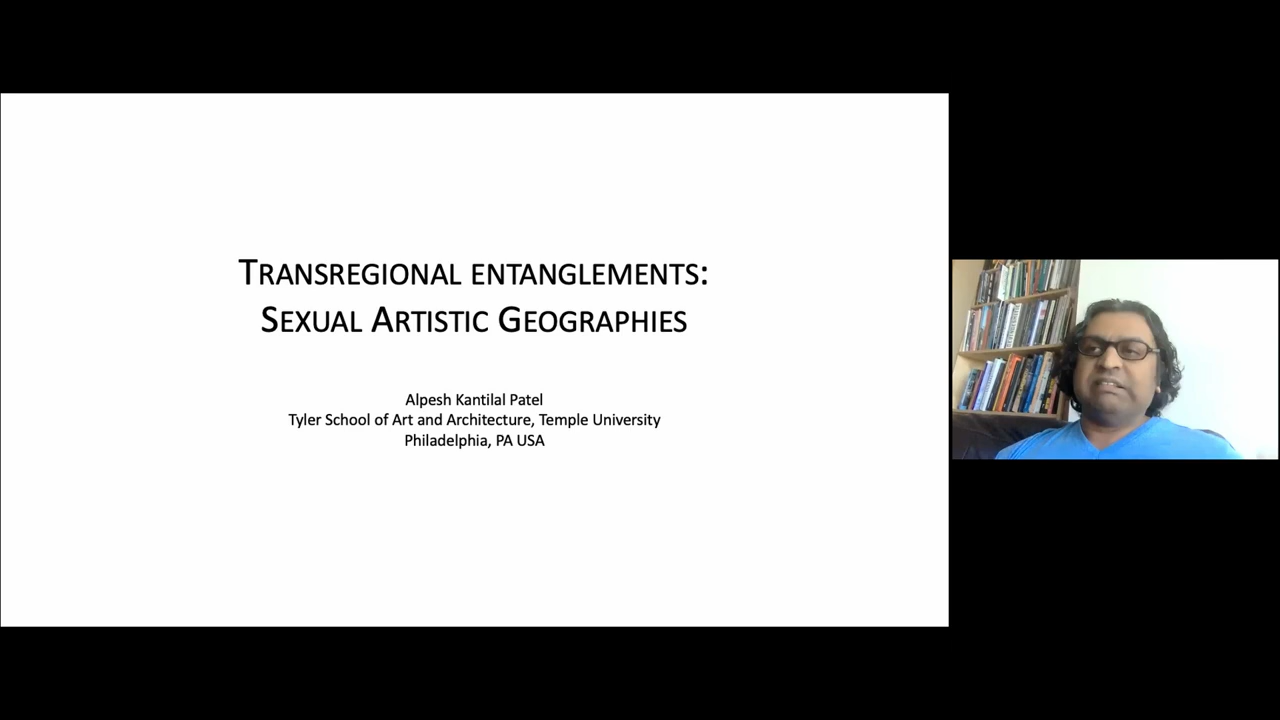 Transregional entanglements:
Sexual Artistic Geographies
Alpesh Kantilal Patel
Tyler School of Art and Architecture, Temple University
Philadelphia, PA USA